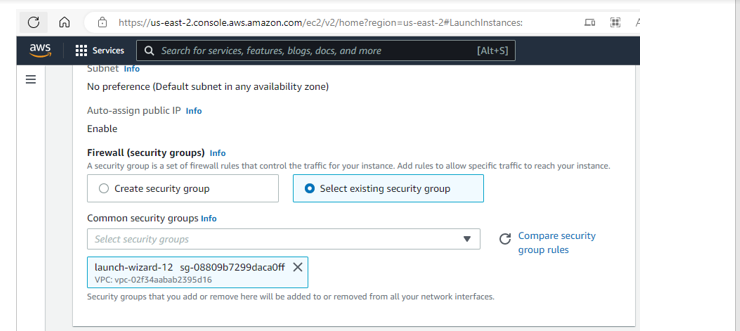 https://us-east-2.console.aws.amazon.com/ec2/v2/home?region=us-east-2#LaunchInstances:
aws Services Search for services, features, blogs, docs, and more [Alt+S]
Subnet Info
No preference (Default subnet in any availability zone)
Auto-assign public IP Info
Enable
Firewall (security groups) Info
A security group is a set of firewall rules that control the traffic for your instance. Add rules to allow specific traffic to reach your instance.
Create security group Select existing security group
Common security groups Info
Select security groups
Compare security
group rules
launch-wizard-12 sg-08809b7299daca0ff
VPC: vpc-02f34aabab2395d16
Security groups that you add or remove here will be added to or removed from all your network interfaces.